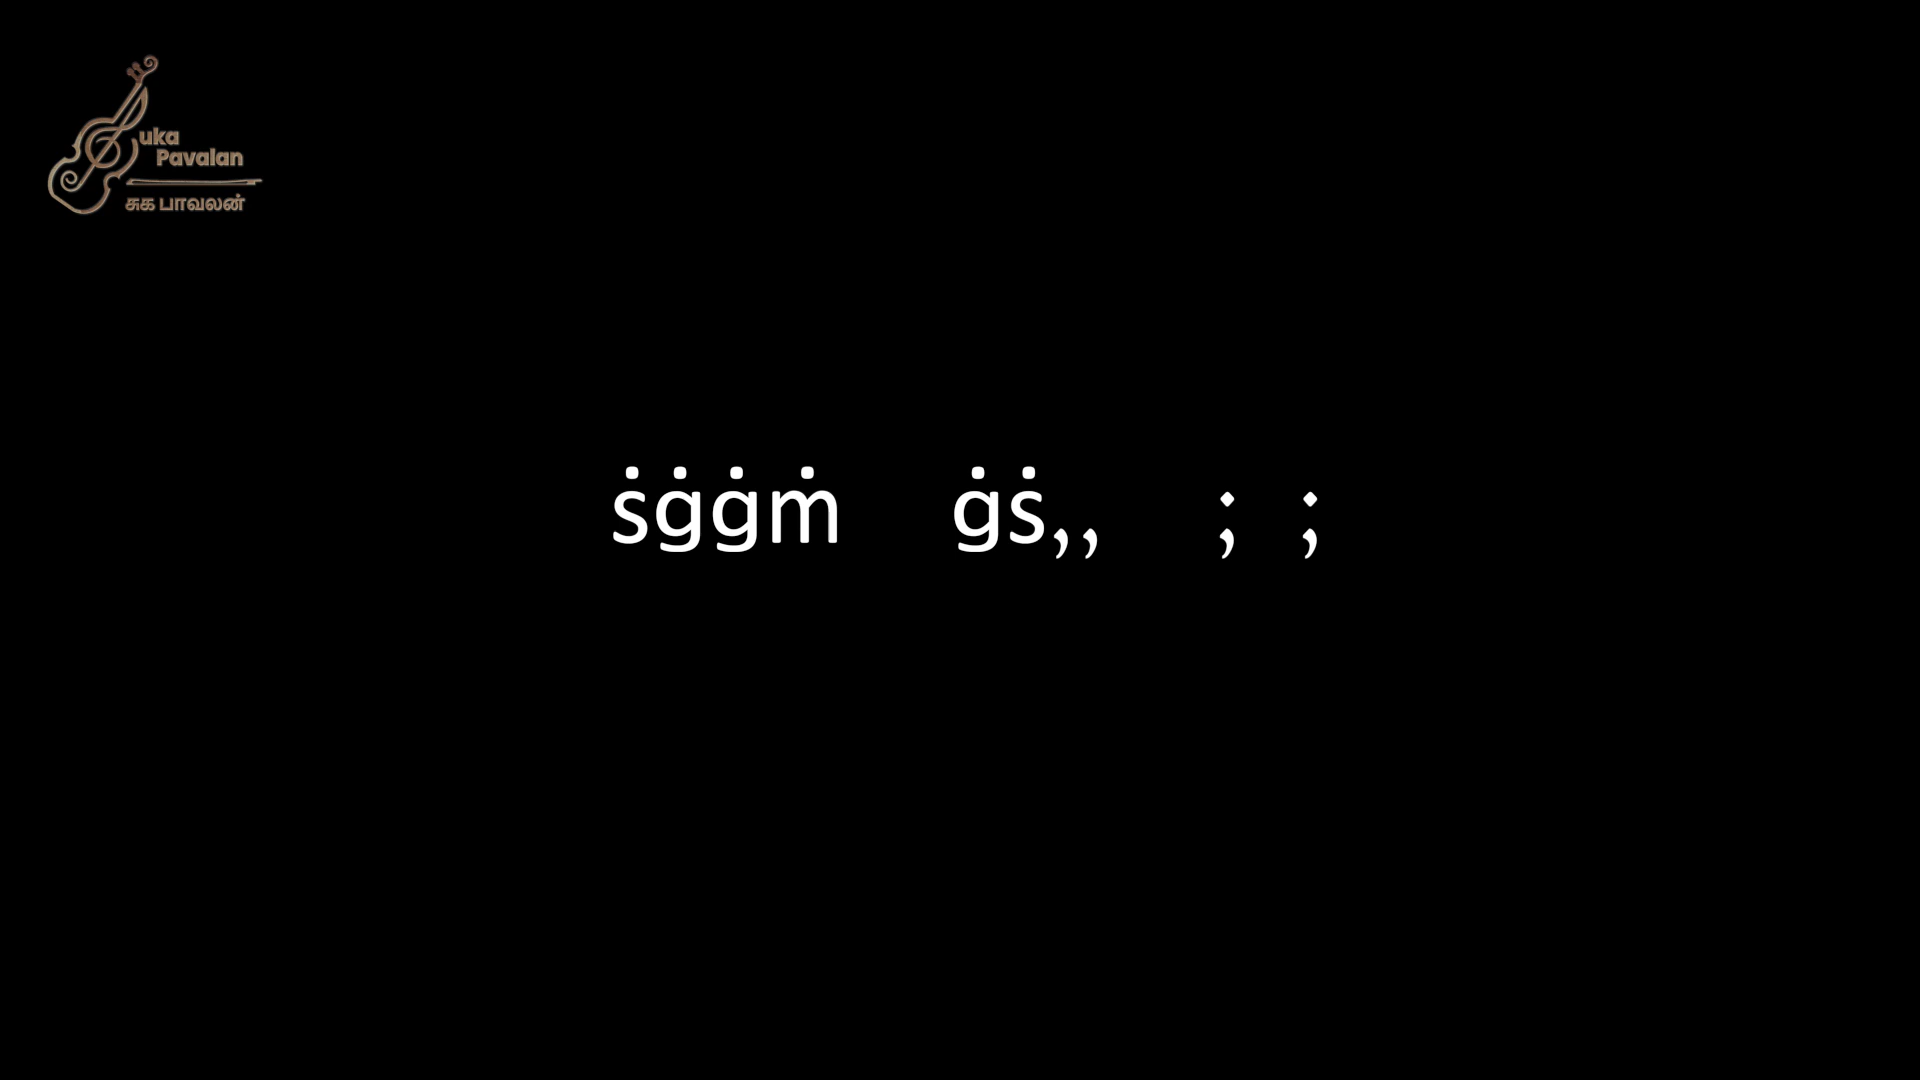 uka
Pavalan
சுக பாவலன்
ṡġġṁ ġṡ,, ; ;